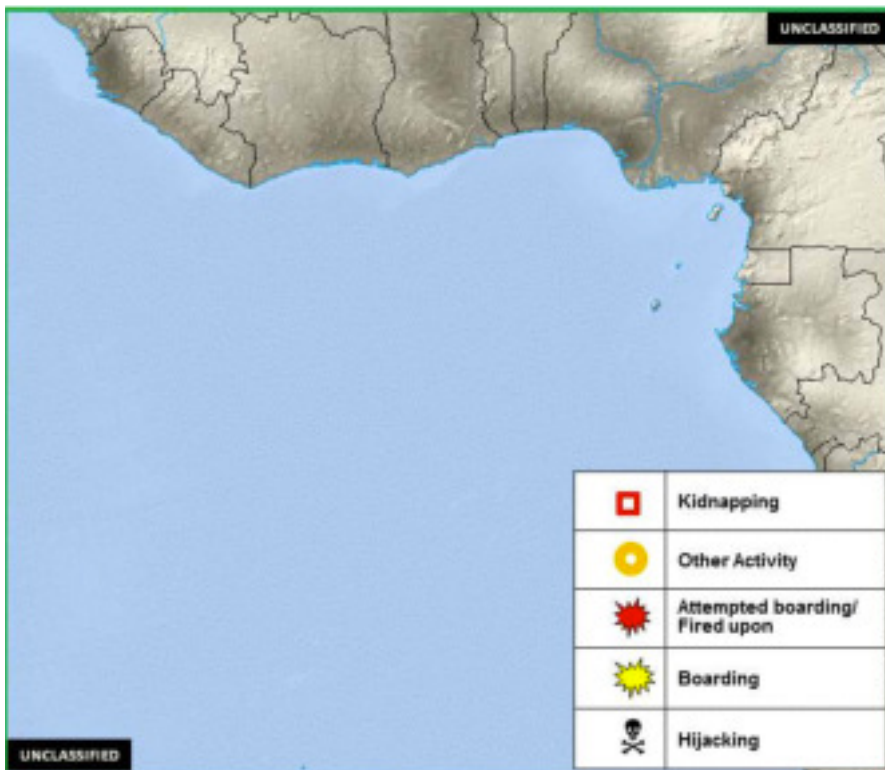 UNCLASSIFIED
Kidnapping
Other Activity
Attempted boarding/
Fired upon
Boarding
Hijacking
UNCLASSIFIED